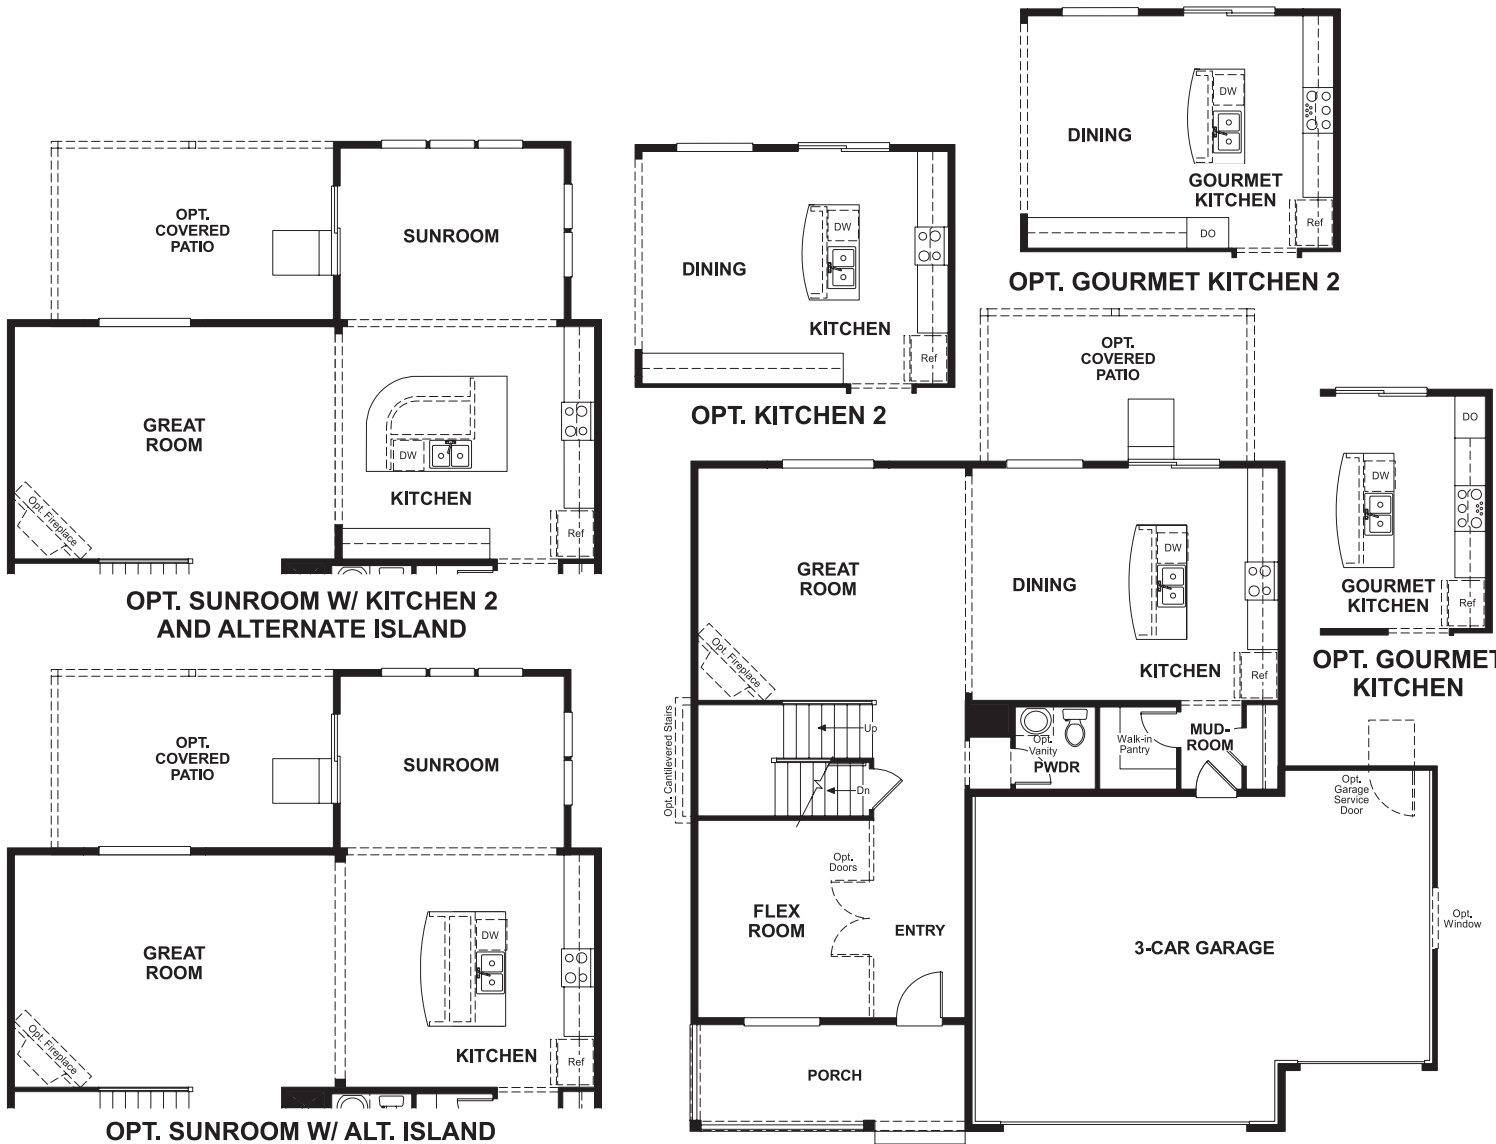 OPT.
COVERED
PATIO
SUNROOM
GREAT
ROOM
DW
KITCHEN
Opt. Fireplace
Ref
OPT. SUNROOM W/ KITCHEN 2
AND ALTERNATE ISLAND
OPT.
COVERED
PATIO
SUNROOM
GREAT
ROOM
DW
KITCHEN
Opt. Fireplace
Ref
OPT. SUNROOM W/ ALT. ISLAND
DINING
DW
KITCHEN
Ref
OPT. KITCHEN 2
DINING
DW
GOURMET
KITCHEN
Ref
DO
OPT. GOURMET KITCHEN 2
OPT.
COVERED
PATIO
GREAT
ROOM
DINING
DW
KITCHEN
Ref
Opt. Fireplace
Opt. Cantilevered Stairs
Up
Dn
Opt.
Vanity
PWDR
Walk-in
Pantry
MUD-
ROOM
Opt.
Doors
FLEX
ROOM
ENTRY
PORCH
3-CAR GARAGE
Opt.
Garage
Service
Door
Opt.
Window
DO
DW
GOURMET
KITCHEN
Ref
OPT. GOURMET
KITCHEN